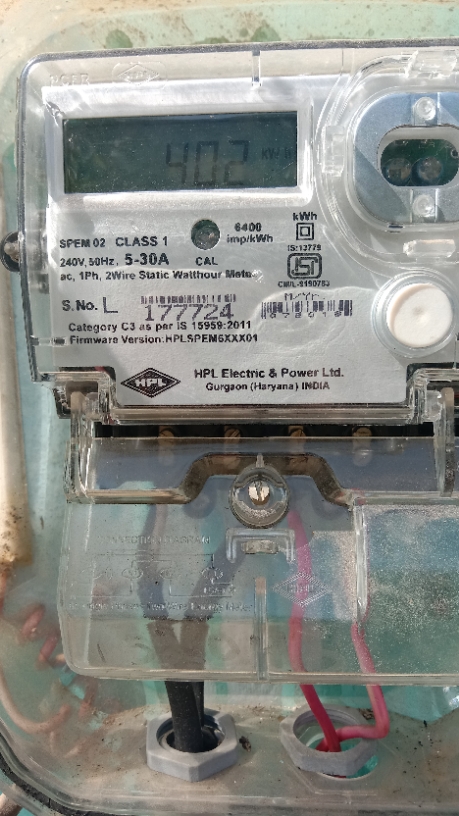 402 kWh
6400
imp/kWh
kWh
IS:13779
SPEM 02 CLASS 1
240V, 50Hz, 5-30A CAL
ac, 1Ph, 2Wire Static Watthour Meter
S.No. L 177724
Category C3 as per IS 15959:2011
Firmware Version:HPLSPEM6XXX01
HPL
HPL Electric & Power Ltd.
Gurgaon (Haryana) INDIA